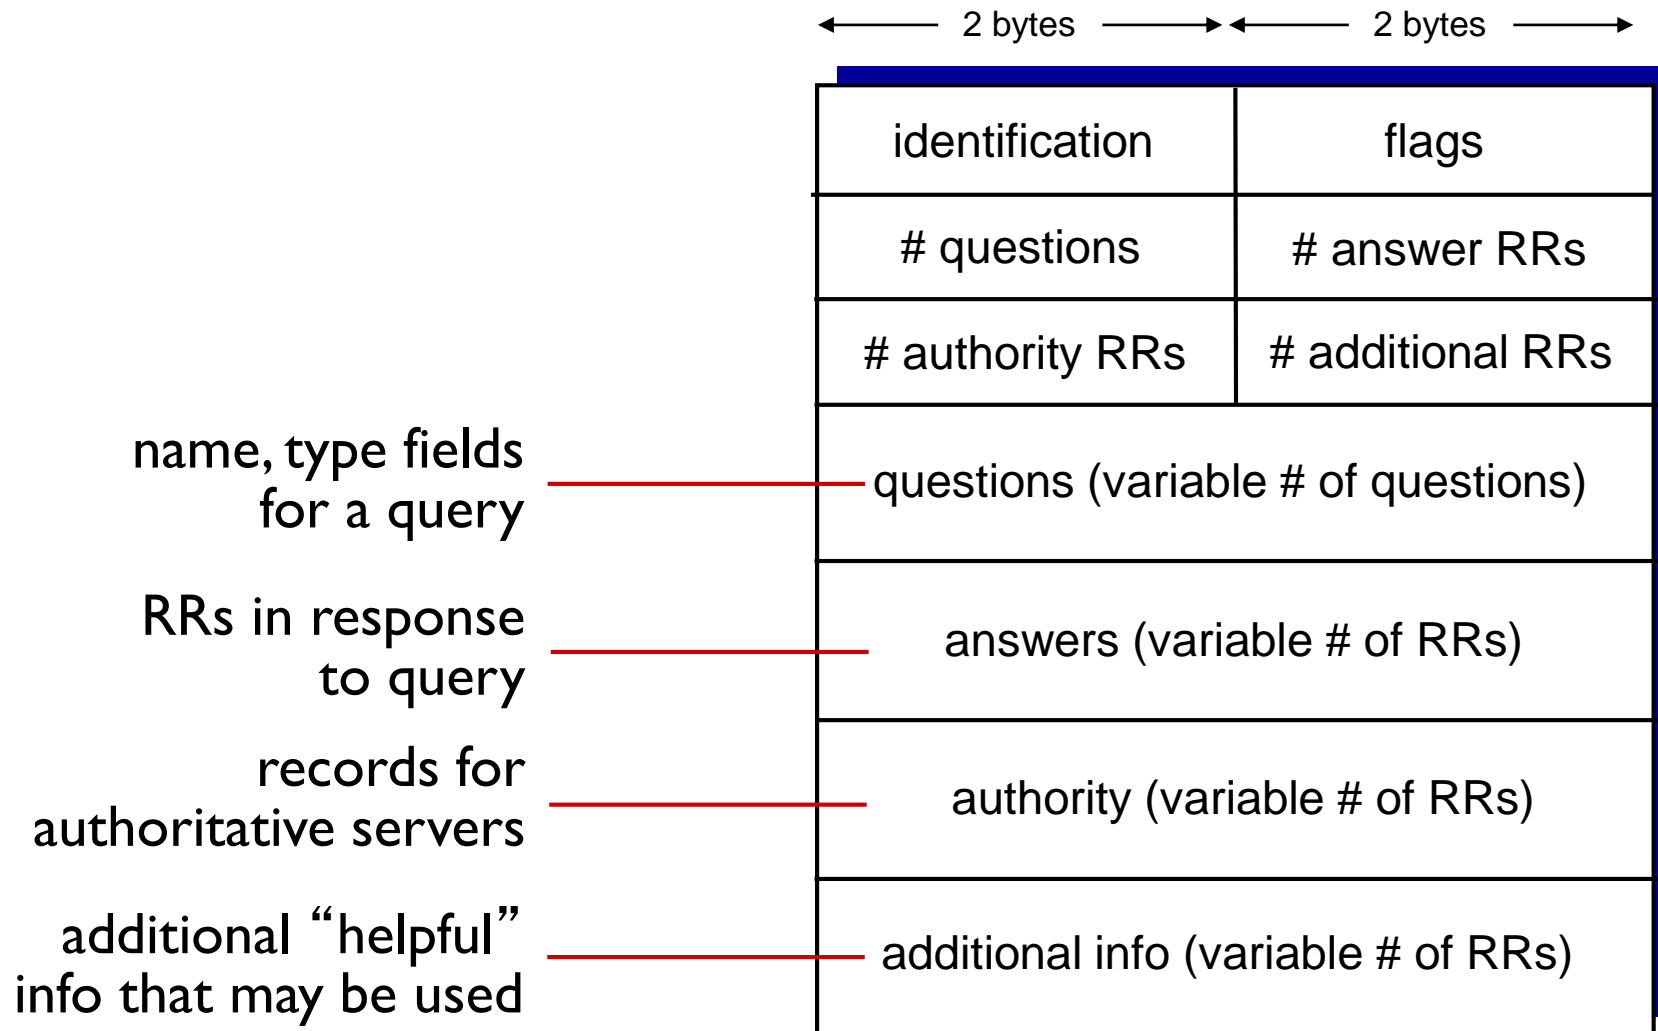 2 bytes 2 bytes
identification flags
# questions # answer RRs
# authority RRs # additional RRs
name, type fields
for a query
questions (variable # of questions)
RRs in response
to query
answers (variable # of RRs)
records for
authoritative servers
authority (variable # of RRs)
additional “helpful”
info that may be used
additional info (variable # of RRs)